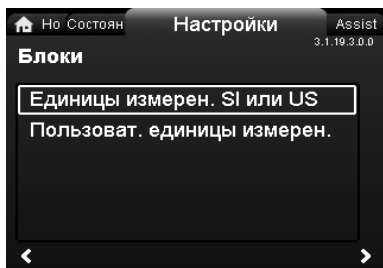 Но Состоян Настройки Assist
3.1.19.3.0.0
Блоки
Единицы измерен. SI или US
Пользоват. единицы измерен.